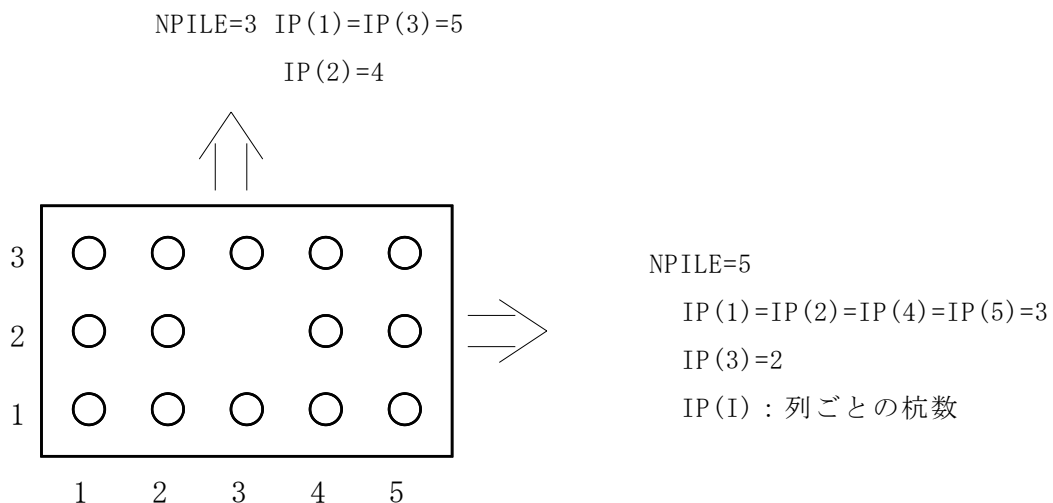 NPILE=3 IP(1)=IP(3)=5
IP(2)=4
3
2
1
1 2 3 4 5
NPILE=5
IP(1)=IP(2)=IP(4)=IP(5)=3
IP(3)=2
IP(I)：列ごとの杭数